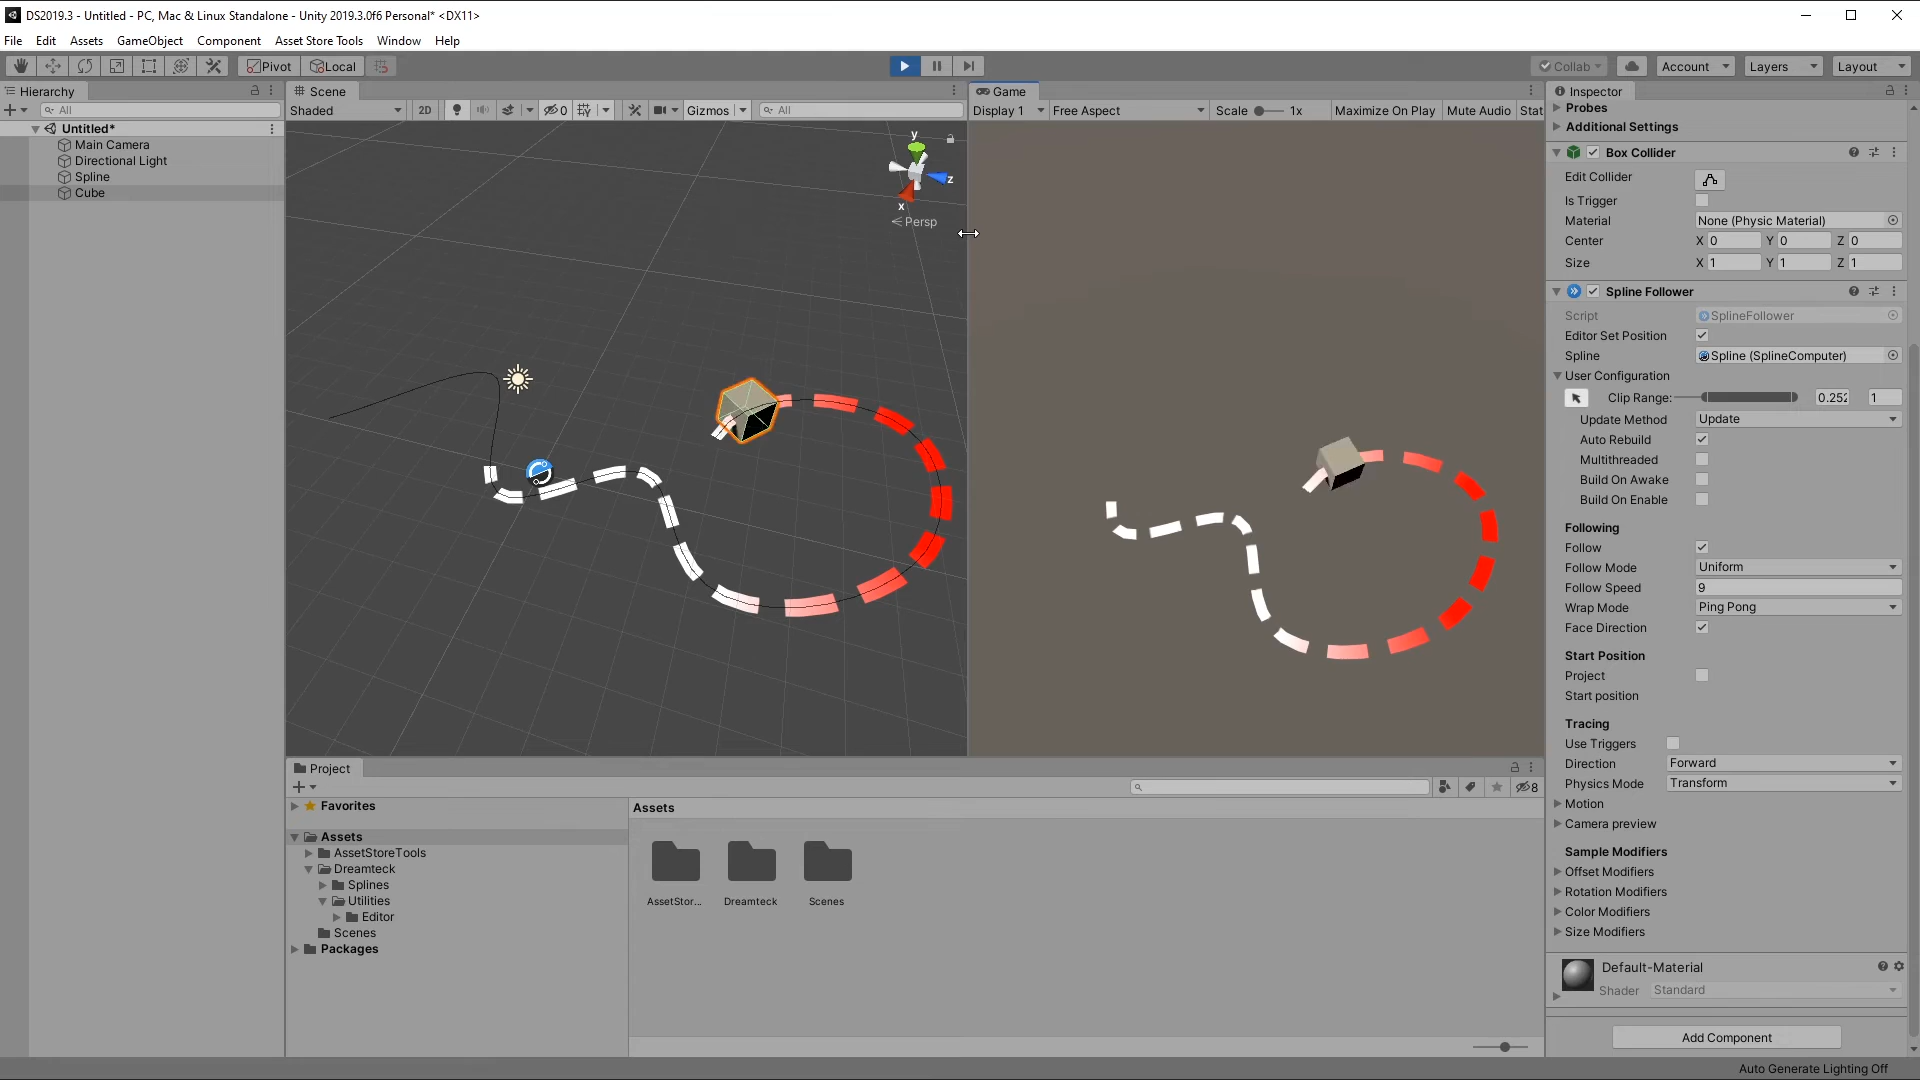 DS2019.3 - Untitled - PC, Mac & Linux Standalone - Unity 2019.3.0f6 Personal* <DX11>
File Edit Assets GameObject Component Asset Store Tools Window Help
Pivot Local Collab Account Layers Layout
Hierarchy
All
Untitled*
Main Camera
Directional Light
Spline
Cube
Scene
Shaded 2D 0 Gizmos All
y
z
x
Persp
Game
Display 1 Free Aspect Scale 1x Maximize On Play Mute Audio Stat
Project
8
Favorites
Assets
AssetStoreTools
Dreamteck
Splines
Utilities
Editor
Scenes
Packages
Assets
AssetStor... Dreamteck Scenes
Inspector
Probes
Additional Settings
Box Collider
Edit Collider
Is Trigger
Material None (Physic Material)
Center X 0 Y 0 Z 0
Size X 1 Y 1 Z 1
Spline Follower
Script SplineFollower
Editor Set Position
Spline Spline (SplineComputer)
User Configuration
Clip Range: 0.252 1
Update Method Update
Auto Rebuild
Multithreaded
Build On Awake
Build On Enable
Following
Follow
Follow Mode Uniform
Follow Speed 9
Wrap Mode Ping Pong
Face Direction
Start Position
Project
Start position
Tracing
Use Triggers
Direction Forward
Physics Mode Transform
Motion
Camera preview
Sample Modifiers
Offset Modifiers
Rotation Modifiers
Color Modifiers
Size Modifiers
Default-Material
Shader Standard
Add Component
Auto Generate Lighting Off